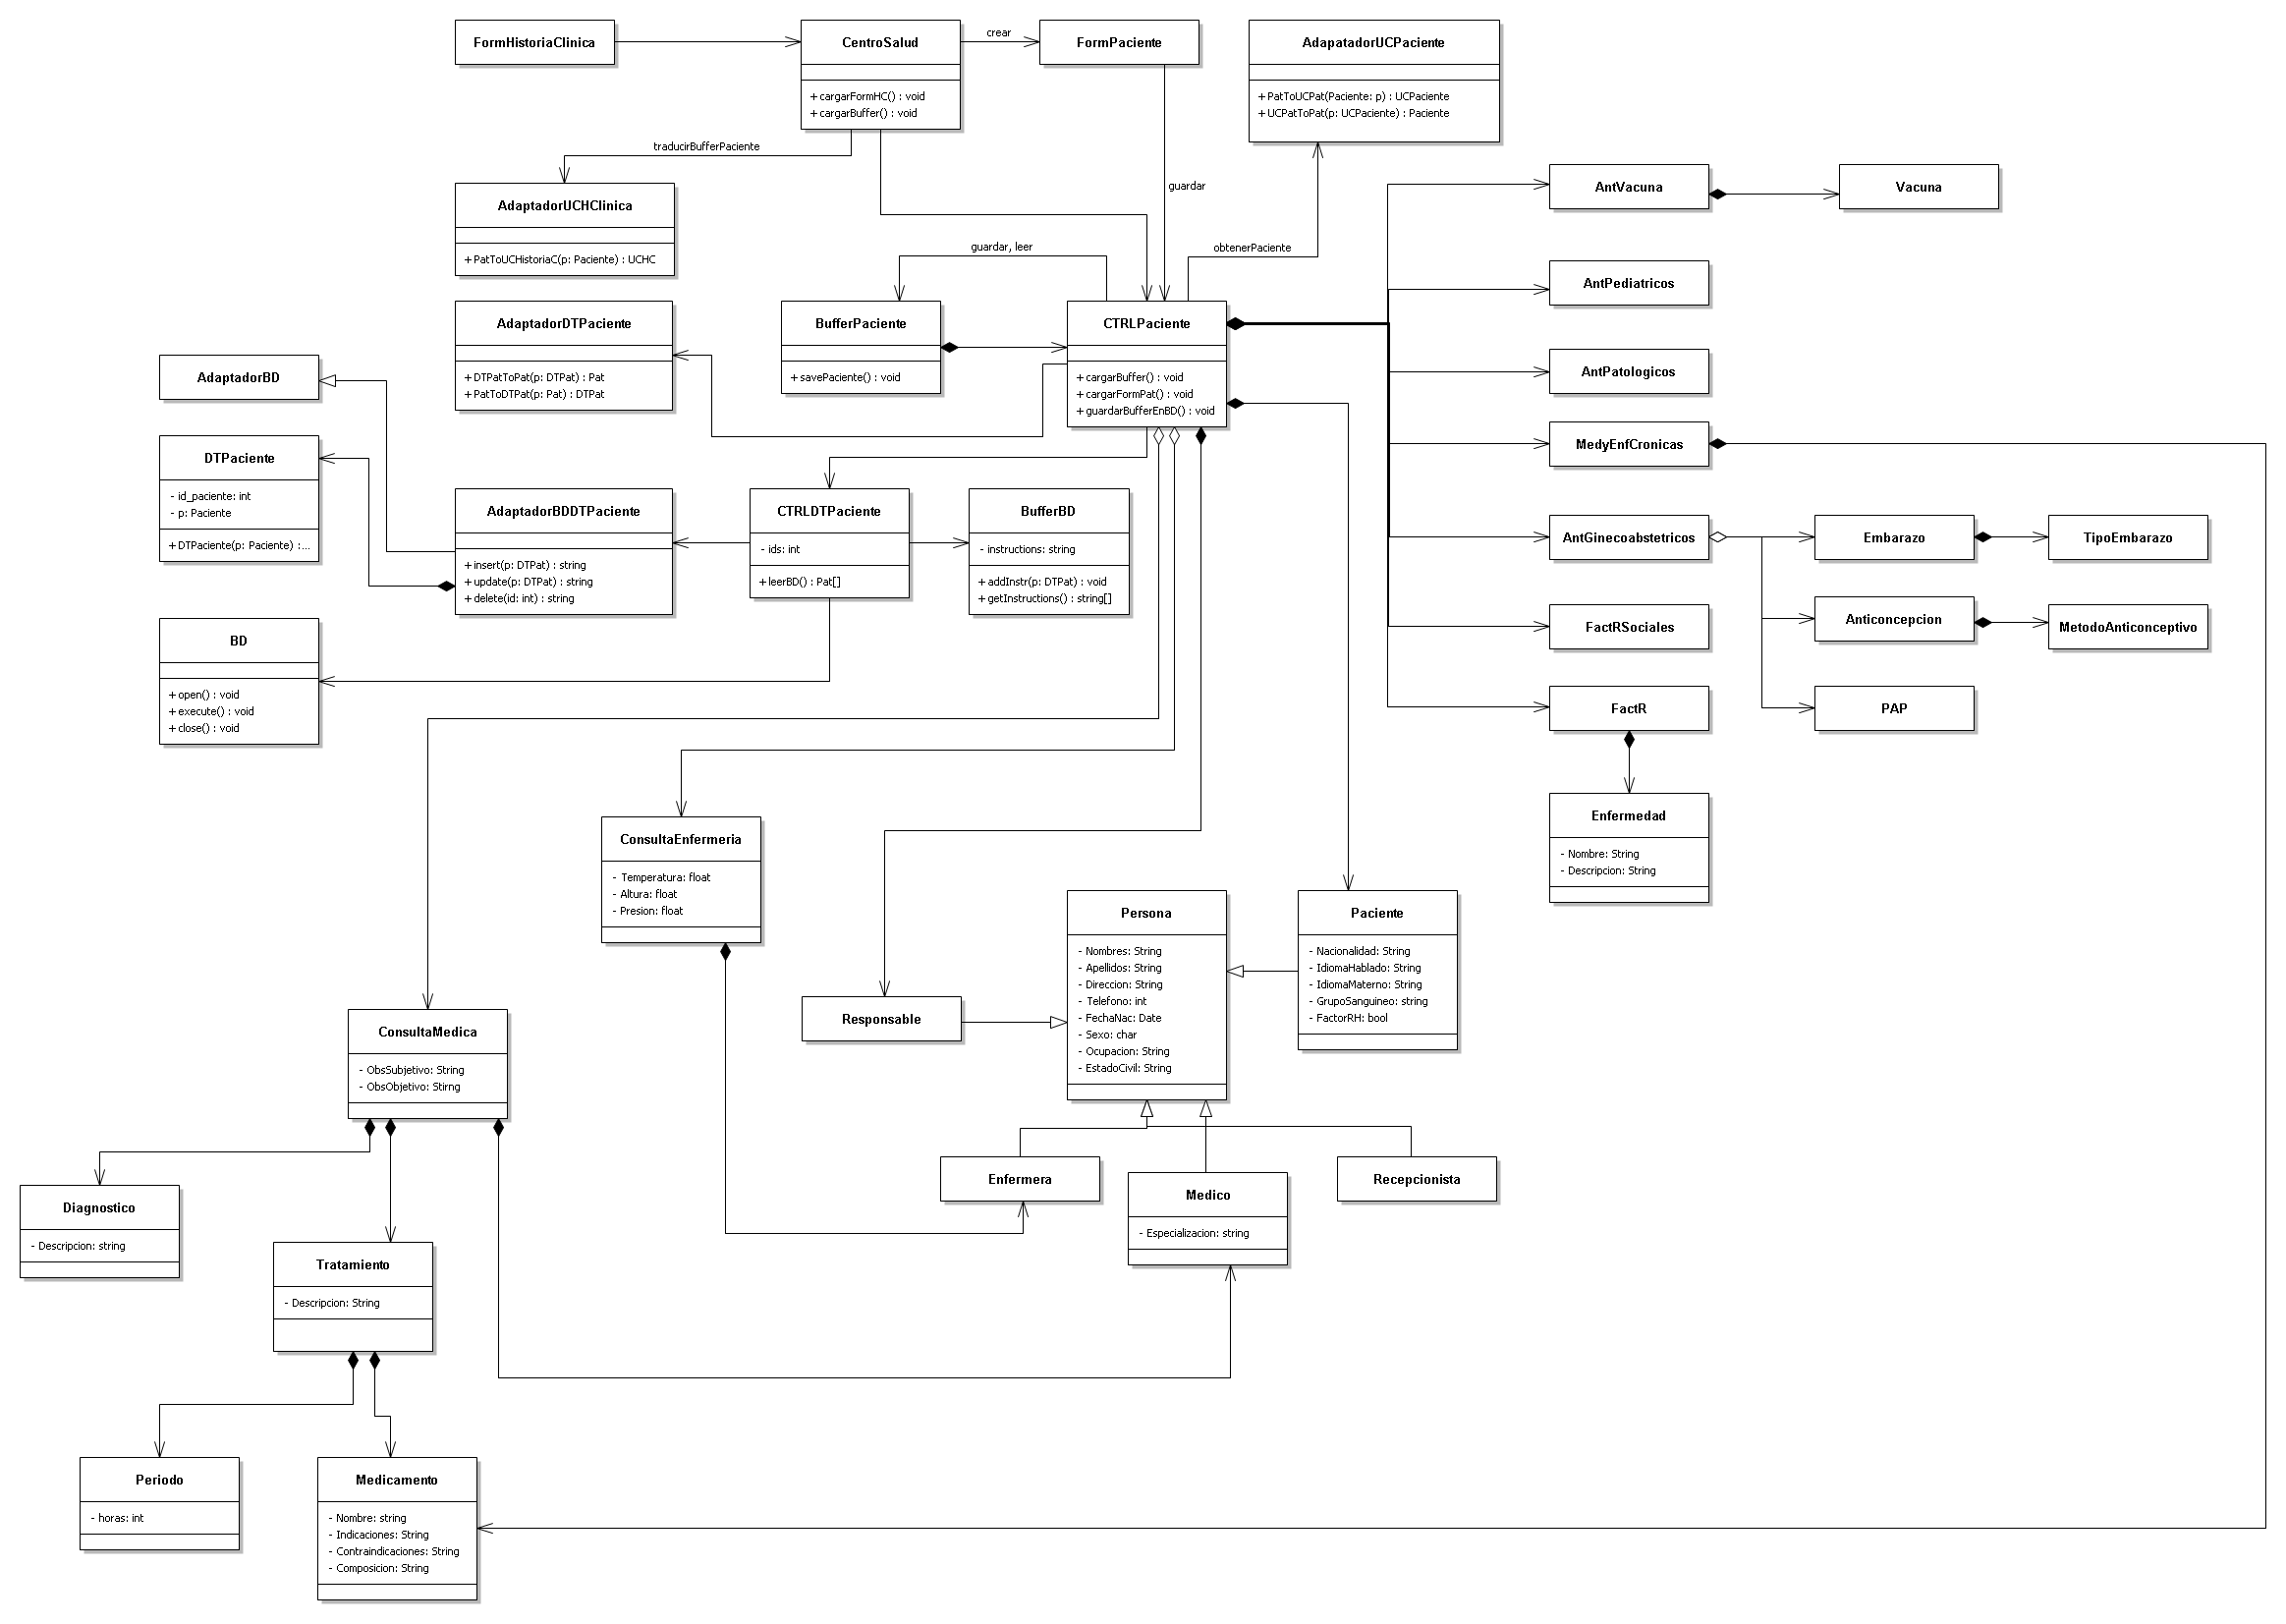 FormHistoriaClinica
CentroSalud
+ cargarFormHC() : void
+ cargarBuffer() : void
crear
FormPaciente
AdapatadorUCPaciente
+ PatToUCPat(Paciente: p) : UCPaciente
+ UCPatToPat(p: UCPaciente) : Paciente
traducirBufferPaciente
guardar
AntVacuna
Vacuna
AdaptadorUCHClinica
+ PatToUCHistoriaC(p: Paciente) : UCHC
guardar, leer
obtenerPaciente
AntPediatricos
AdaptadorDTPaciente
+ DTPatToPat(p: DTPat) : Pat
+ PatToDTPat(p: Pat) : DTPat
BufferPaciente
+ savePaciente() : void
CTRLPaciente
+ cargarBuffer() : void
+ cargarFormPat() : void
+ guardarBufferEnBD() : void
AntPatologicos
AdaptadorBD
MedyEnfCronicas
DTPaciente
- id_paciente: int
- p: Paciente
+ DTPaciente(p: Paciente) :...
AdaptadorBDDTPaciente
+ insert(p: DTPat) : string
+ update(p: DTPat) : string
+ delete(id: int) : string
CTRLDTPaciente
- ids: int
+ leerBD() : Pat[]
BufferBD
- instructions: string
+ addInstr(p: DTPat) : void
+ getInstructions() : string[]
AntGinecoabstetricos
Embarazo
TipoEmbarazo
FactRSociales
Anticoncepcion
MetodoAnticonceptivo
BD
+ open() : void
+ execute() : void
+ close() : void
FactR
PAP
Enfermedad
- Nombre: String
- Descripcion: String
ConsultaEnfermeria
- Temperatura: float
- Altura: float
- Presion: float
Persona
- Nombres: String
- Apellidos: String
- Direccion: String
- Telefono: int
- FechaNac: Date
- Sexo: char
- Ocupacion: String
- EstadoCivil: String
Paciente
- Nacionalidad: String
- IdiomaHablado: String
- IdiomaMaterno: String
- GrupoSanguineo: string
- FactorRH: bool
Responsable
ConsultaMedica
- ObsSubjetivo: String
- ObsObjetivo: Stirng
Enfermera
Medico
- Especializacion: string
Recepcionista
Diagnostico
- Descripcion: string
Tratamiento
- Descripcion: String
Periodo
- horas: int
Medicamento
- Nombre: string
- Indicaciones: String
- Contraindicaciones: String
- Composicion: String